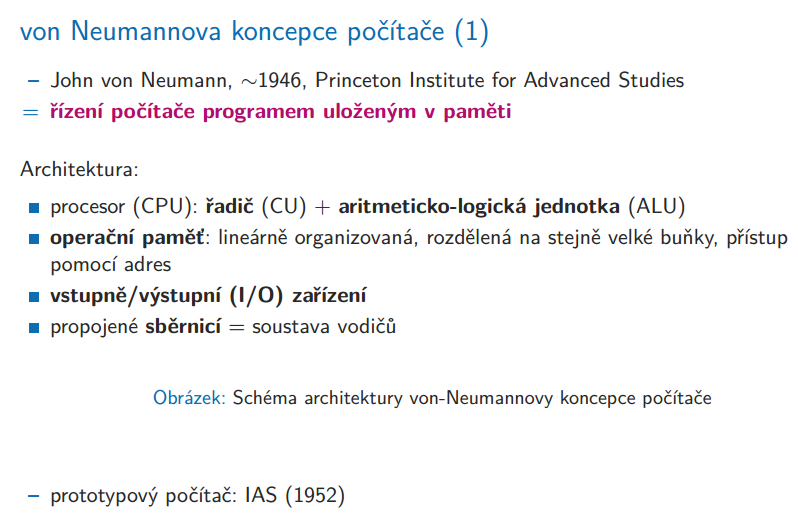 von Neumannova koncepce počítače (1)
– John von Neumann, ∼1946, Princeton Institute for Advanced Studies
= řízení počítače programem uloženým v paměti
Architektura:
■ procesor (CPU): řadič (CU) + aritmeticko-logická jednotka (ALU)
■ operační paměť: lineárně organizovaná, rozdělená na stejně velké buňky, přístup
pomocí adres
■ vstupně/výstupní (I/O) zařízení
■ propojené sběrnicí = soustava vodičů
Obrázek: Schéma architektury von-Neumannovy koncepce počítače
– prototypový počítač: IAS (1952)